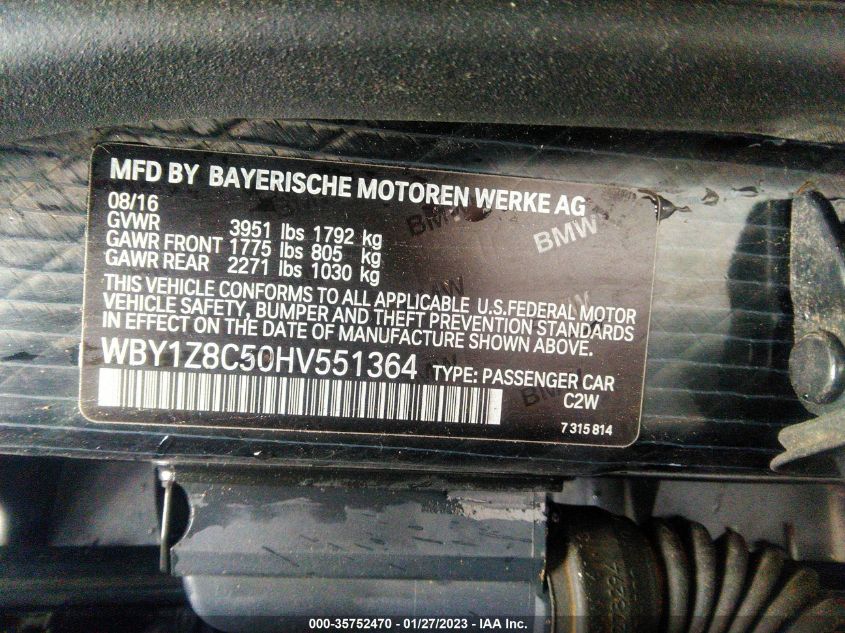 MFD BY BAYERISCHE MOTOREN WERKE AG
08/16
GVWR 3951 lbs 1792 kg
GAWR FRONT 1775 lbs 805 kg
GAWR REAR 2271 lbs 1030 kg
THIS VEHICLE CONFORMS TO ALL APPLICABLE U.S.FEDERAL MOTOR
VEHICLE SAFETY, BUMPER AND THEFT PREVENTION STANDARDS
IN EFFECT ON THE DATE OF MANUFACTURE SHOWN ABOVE.
WBY1Z8C50HV551364 TYPE: PASSENGER CAR
C2W
7 315 814
BMW
BMW
000-35752470 - 01/27/2023 - IAA Inc.